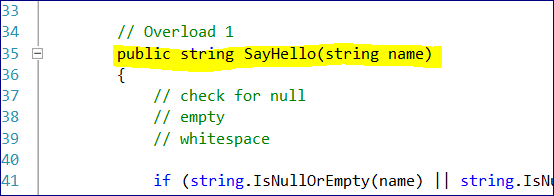 33
34 // Overload 1
35 public string SayHello(string name)
36 {
37 // check for null
38 // empty
39 // whitespace
40
41 if (string.IsNullOrEmpty(name) || string.IsNu